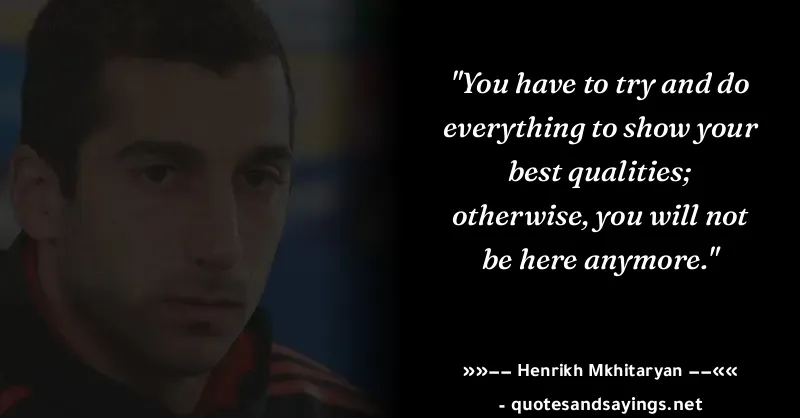 "You have to try and do
everything to show your
best qualities;
otherwise, you will not
be here anymore."
»»−− Henrikh Mkhitaryan −−««
- quotesandsayings.net